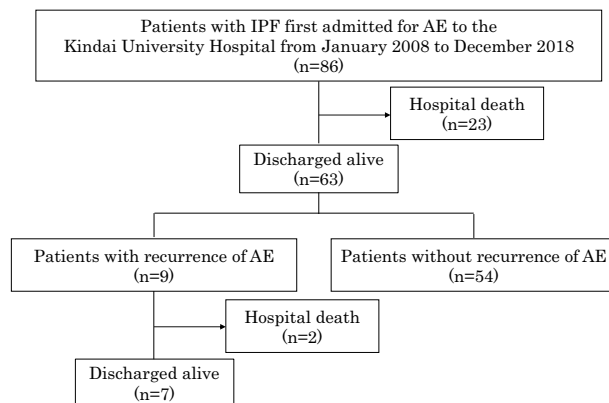 Patients with IPF first admitted for AE to the
Kindai University Hospital from January 2008 to December 2018
(n=86)
Hospital death
(n=23)
Discharged alive
(n=63)
Patients with recurrence of AE
(n=9)
Patients without recurrence of AE
(n=54)
Hospital death
(n=2)
Discharged alive
(n=7)